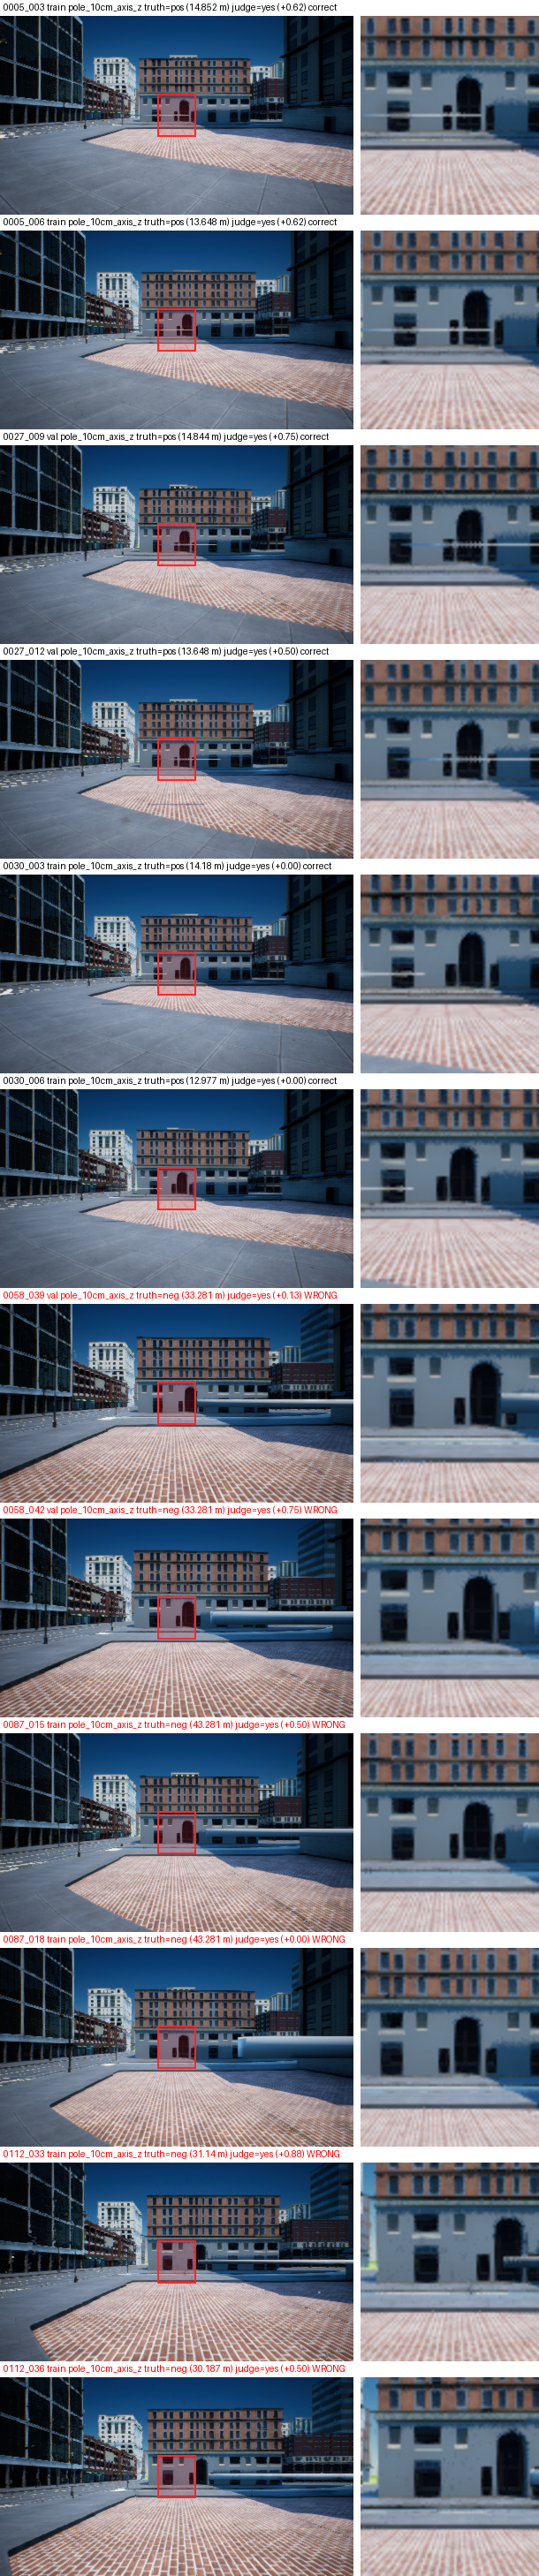 0005_003 train pole_10cm_axis_z truth=pos (14.852 m) judge=yes (+0.62) correct
0005_006 train pole_10cm_axis_z truth=pos (13.648 m) judge=yes (+0.62) correct
0027_009 val pole_10cm_axis_z truth=pos (14.844 m) judge=yes (+0.75) correct
0027_012 val pole_10cm_axis_z truth=pos (13.648 m) judge=yes (+0.50) correct
0030_003 train pole_10cm_axis_z truth=pos (14.18 m) judge=yes (+0.00) correct
0030_006 train pole_10cm_axis_z truth=pos (12.977 m) judge=yes (+0.00) correct
0058_039 val pole_10cm_axis_z truth=neg (33.281 m) judge=yes (+0.13) WRONG
0058_042 val pole_10cm_axis_z truth=neg (33.281 m) judge=yes (+0.75) WRONG
0087_015 train pole_10cm_axis_z truth=neg (43.281 m) judge=yes (+0.50) WRONG
0087_018 train pole_10cm_axis_z truth=neg (43.281 m) judge=yes (+0.00) WRONG
0112_033 train pole_10cm_axis_z truth=neg (31.14 m) judge=yes (+0.88) WRONG
0112_036 train pole_10cm_axis_z truth=neg (30.187 m) judge=yes (+0.50) WRONG